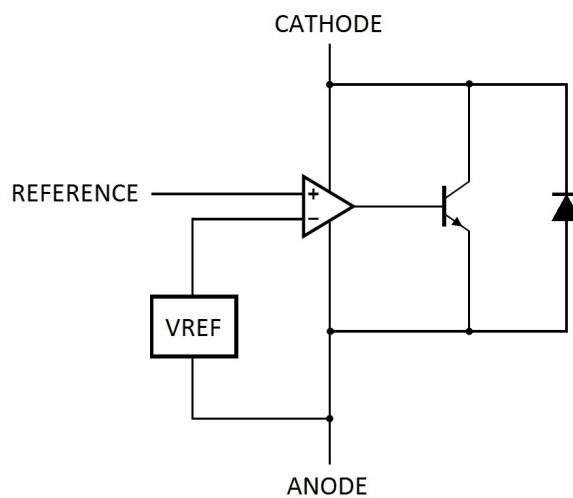 CATHODE
REFERENCE
+
−
VREF
ANODE